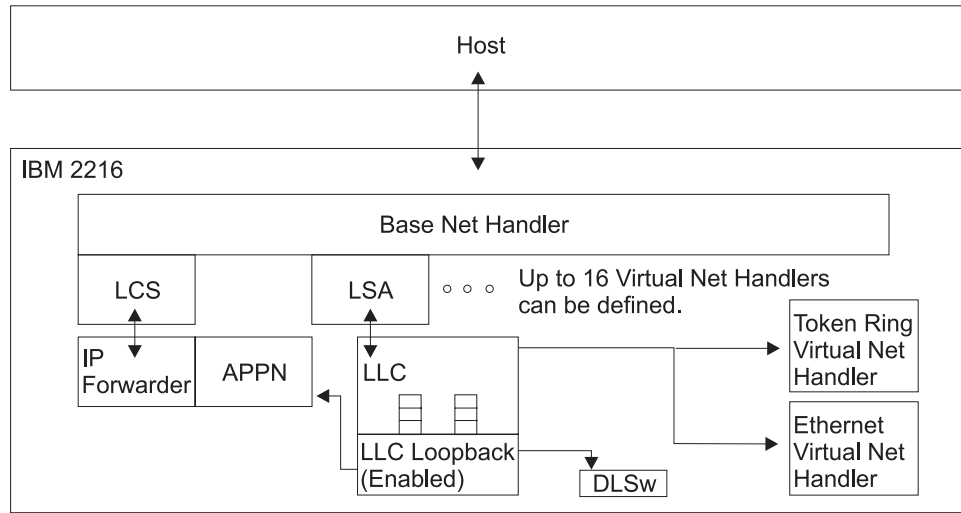 Host
IBM 2216
Base Net Handler
LCS
LSA
Up to 16 Virtual Net Handlers
can be defined.
IP
Forwarder
APPN
LLC
LLC Loopback
(Enabled)
DLSw
Token Ring
Virtual Net
Handler
Ethernet
Virtual Net
Handler